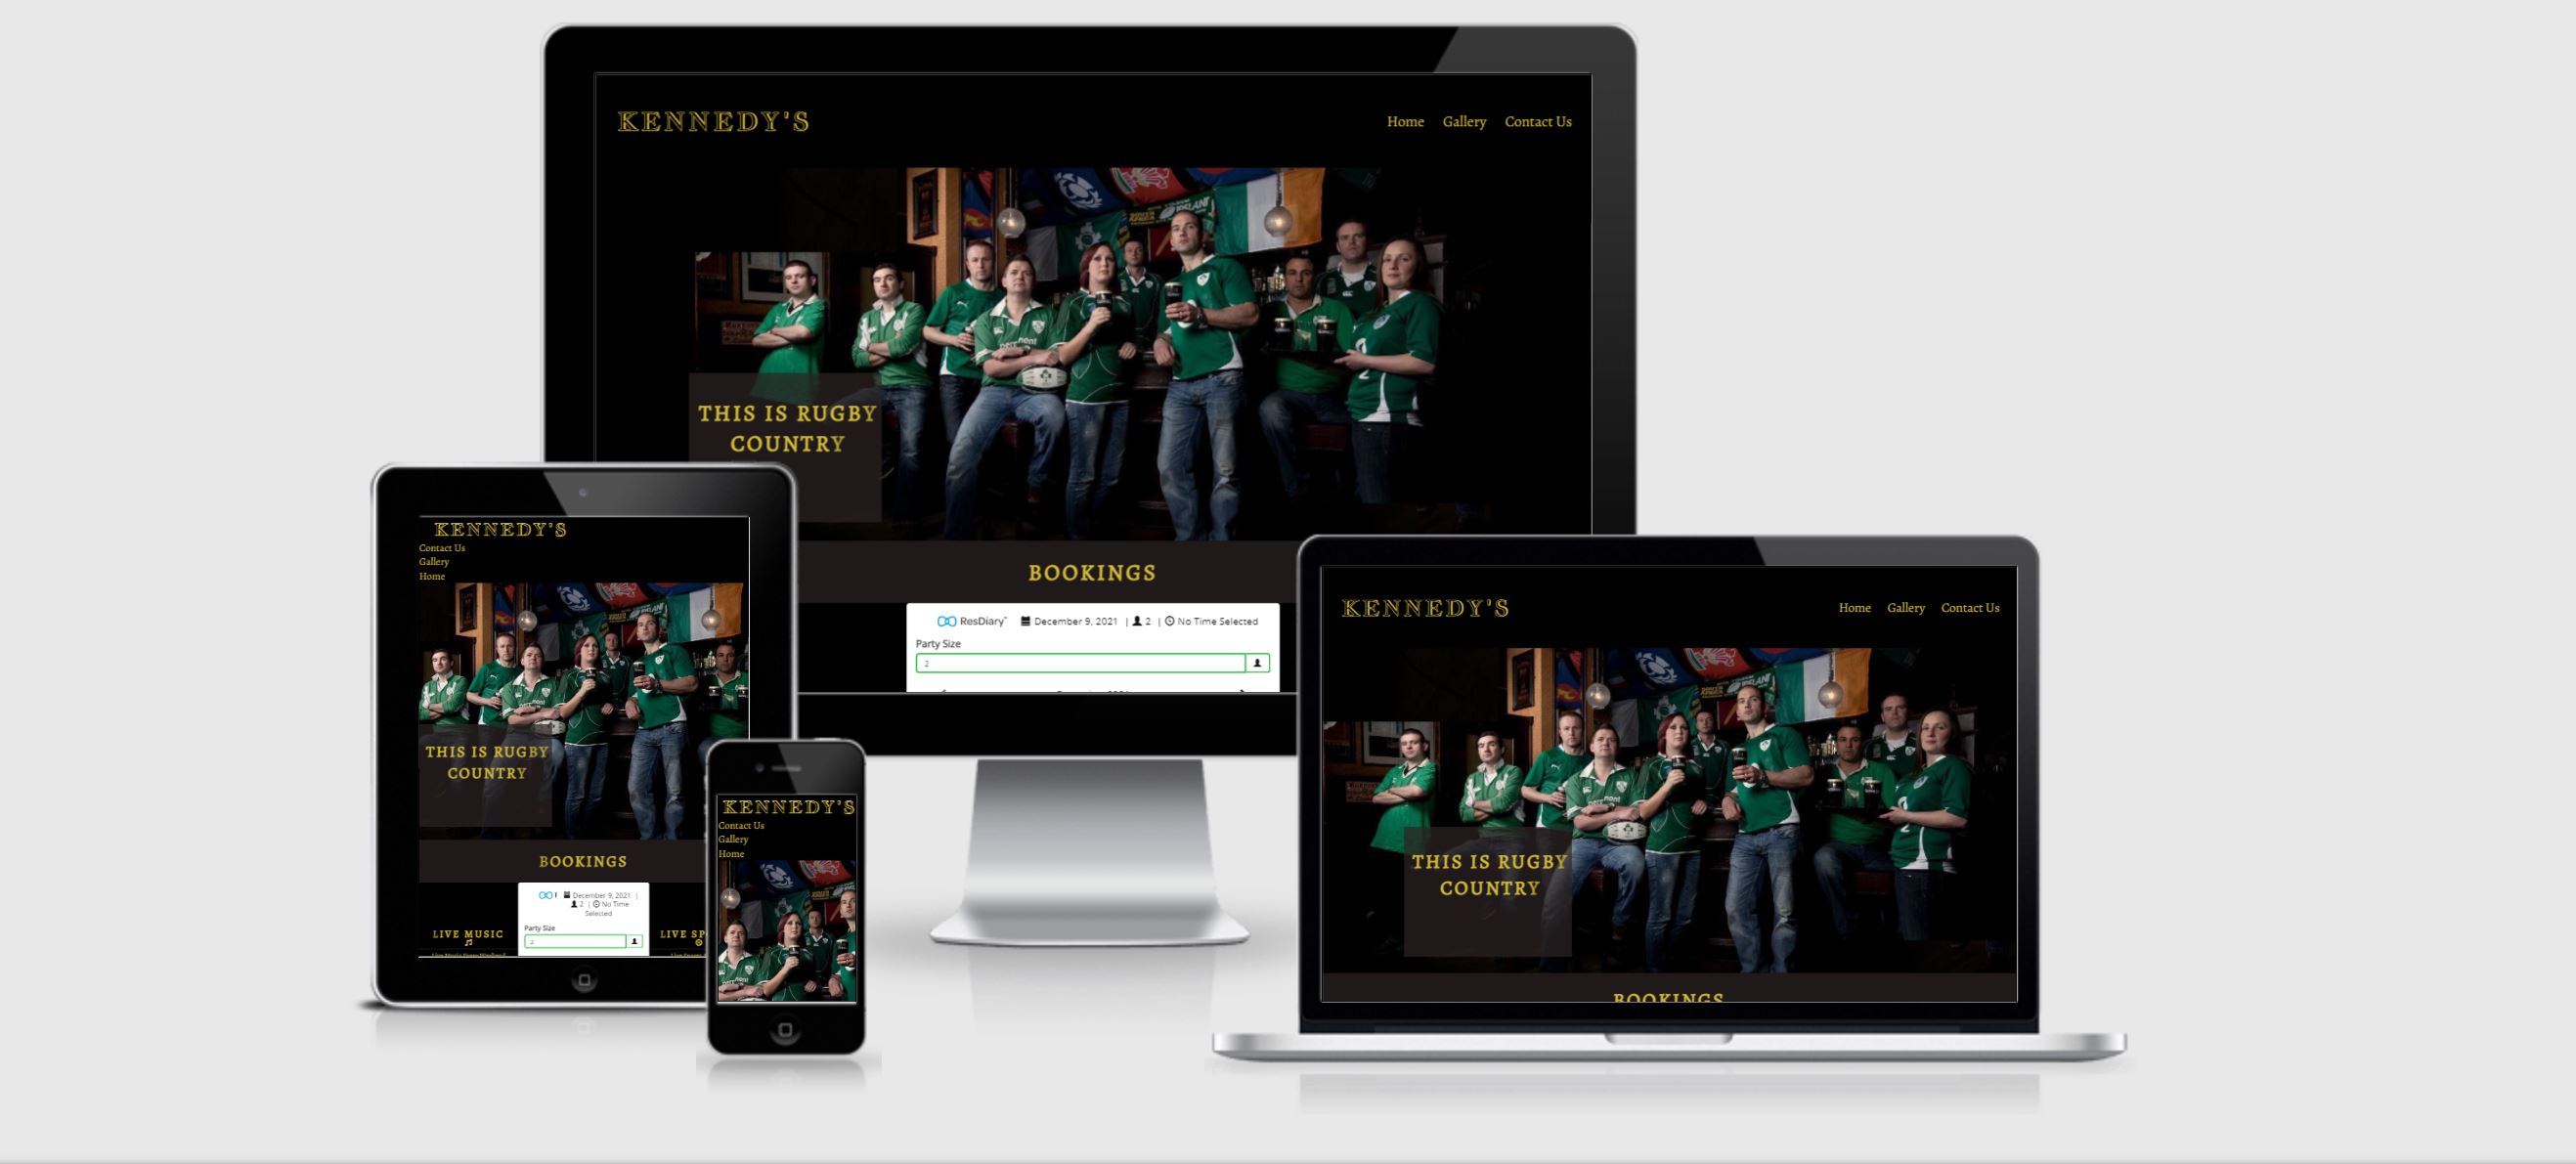 KENNEDY'S
Home Gallery Contact Us
IRELAND
THIS IS RUGBY
COUNTRY
BOOKINGS
ResDiary December 9, 2021 | 2 | No Time Selected
Party Size
2
KENNEDY'S
Contact Us
Gallery
Home
THIS IS RUGBY
COUNTRY
BOOKINGS
December 9, 2021 |
2 | No Time
Selected
Party Size
2
LIVE MUSIC
LIVE SP
KENNEDY'S
Contact Us
Gallery
Home
KENNEDY'S
Home Gallery Contact Us
THIS IS RUGBY
COUNTRY
BOOKINGS